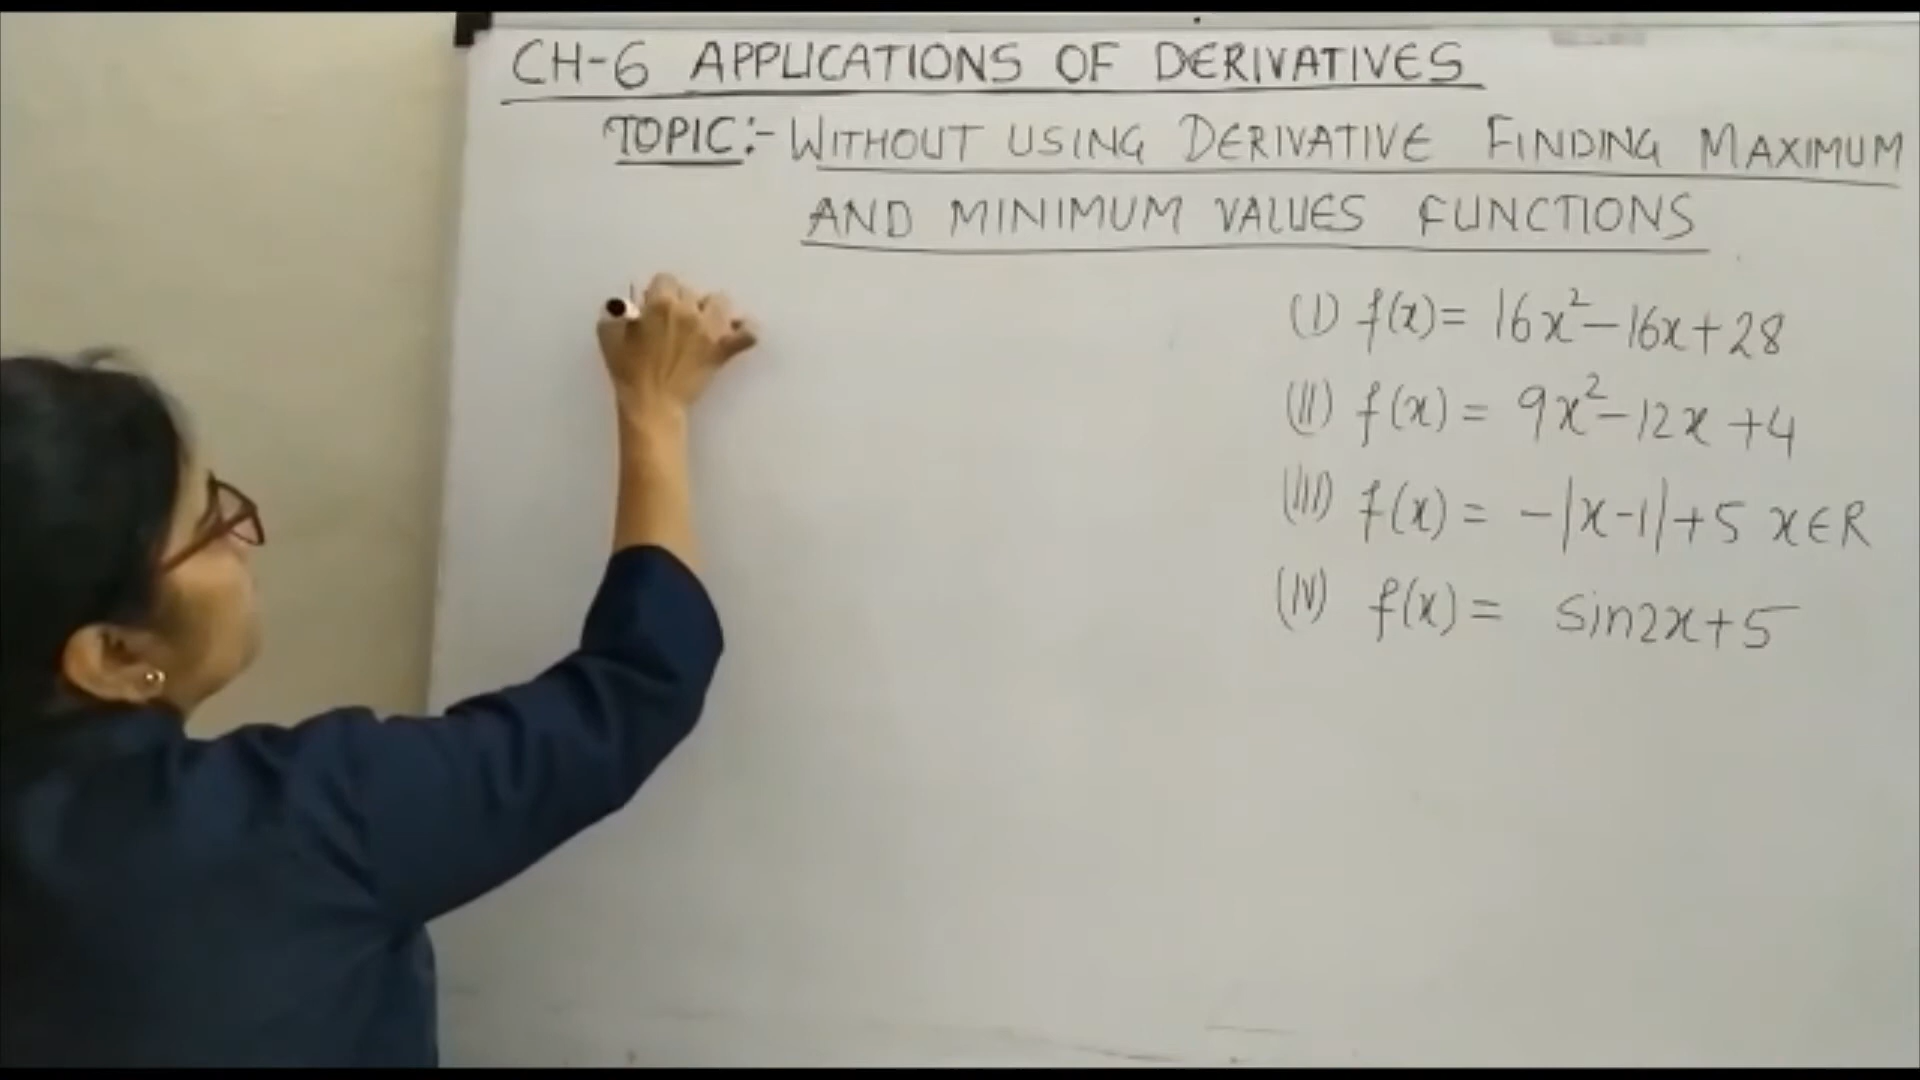 CH-6 APPLICATIONS OF DERIVATIVES
TOPIC:- WITHOUT USING DERIVATIVE FINDING MAXIMUM
AND MINIMUM VALUES FUNCTIONS
(I) f(x)= 16x²-16x+28
(II) f(x) = 9x²-12x+4
(III) f(x) = -|x-1|+5 x∈R
(IV) f(x) = sin2x+5